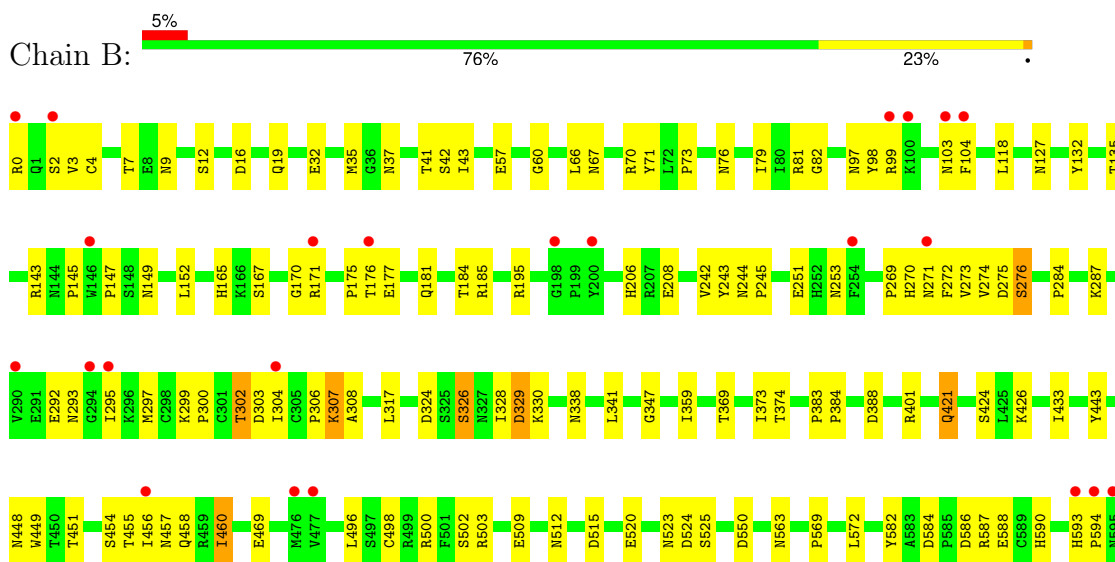 5%
Chain B:
76% 23% •
R0 Q1 S2 V3 C4 T7 E8 N9 S12 D16 Q19 E32 M35 G36 N37 T41 S42 I43 E57 G60 L66 N67 R70 Y71 L72 P73 N76 I79 I80 R81 G82 N97 Y98 R99 K100 N103 F104 L118 N127 Y132 T135
R143 N144 P145 W146 P147 S148 N149 L152 H165 K166 S167 G170 R171 P175 T176 E177 Q181 T184 R185 R195 G198 P199 Y200 H206 R207 E208 V242 Y243 N244 P245 E251 H252 N253 F254 P269 H270 N271 F272 V273 V274 D275 S276 P284 K287
V290 E291 E292 N293 G294 I295 K296 M297 C298 K299 P300 C301 T302 D303 I304 C305 P306 K307 A308 L317 D324 S325 S326 N327 I328 D329 K330 N338 L341 G347 I359 T369 I373 T374 P383 P384 D388 R401 Q421 S424 L425 K426 I433 Y443
N448 W449 T450 T451 S454 T455 I456 N457 Q458 R459 I460 E469 M476 V477 L496 S497 C498 R499 R500 F501 S502 R503 E509 N512 D515 E520 N523 D524 S525 D550 N563 P569 L572 Y582 A583 D584 P585 D586 R587 E588 C589 H590 H593 P594 N595